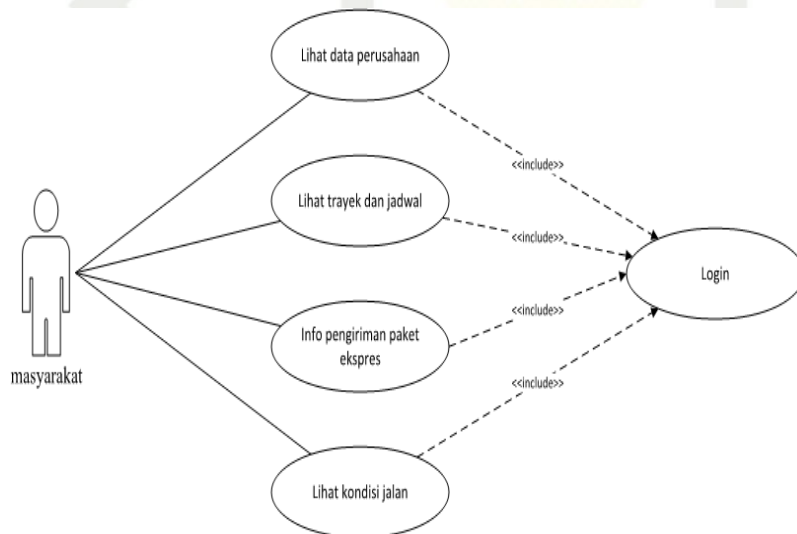 Lihat data perusahaan
<<include>>
Lihat trayek dan jadwal
<<include>>
Login
<<include>>
Info pengiriman paket
ekspres
masyarakat
<<include>>
Lihat kondisi jalan